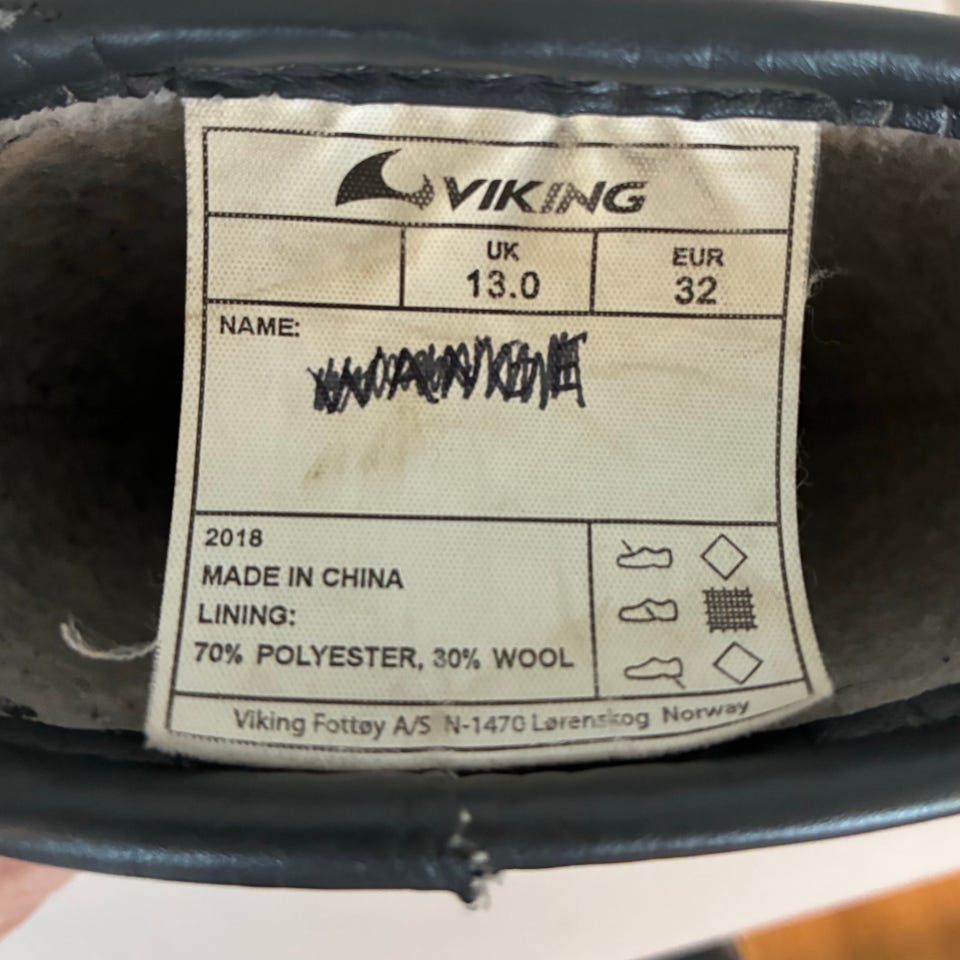 VIKING
UK
13.0
EUR
32
NAME:
2018
MADE IN CHINA
LINING:
70% POLYESTER, 30% WOOL
Viking Fottøy A/S N-1470 Lørenskog Norway